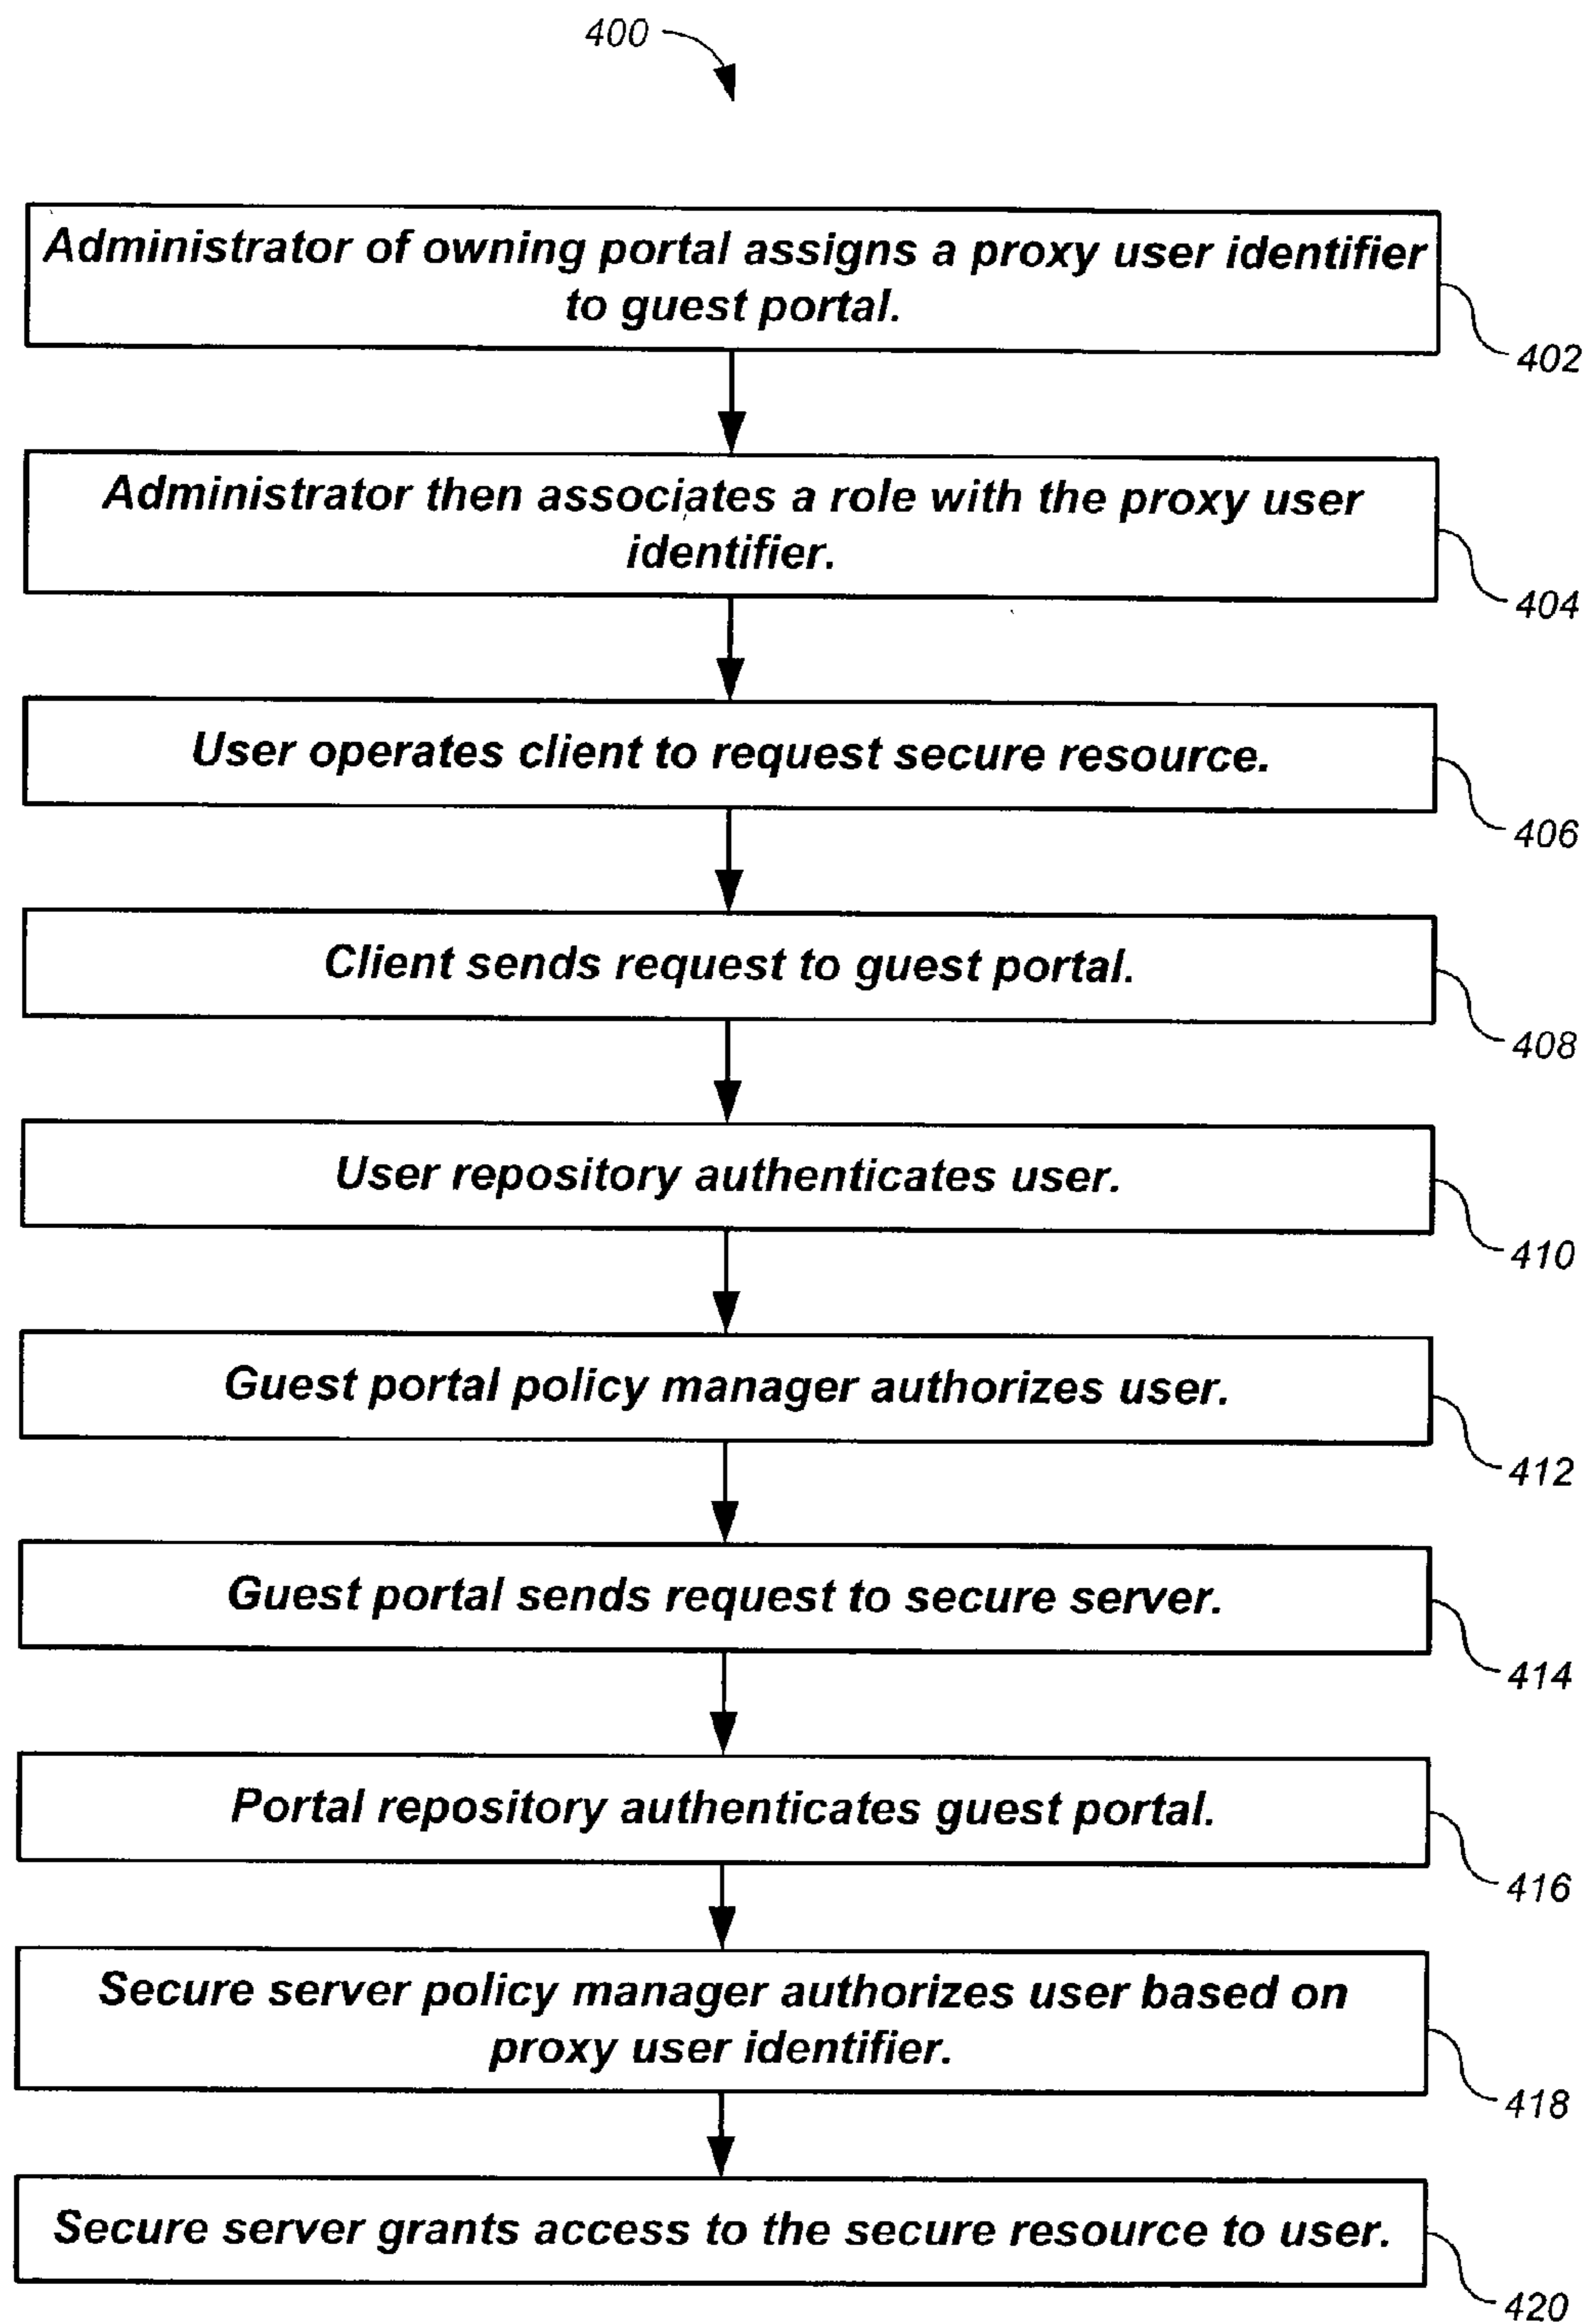 400
Administrator of owning portal assigns a proxy user identifier
to guest portal.
402
Administrator then associates a role with the proxy user
identifier.
404
User operates client to request secure resource.
406
Client sends request to guest portal.
408
User repository authenticates user.
410
Guest portal policy manager authorizes user.
412
Guest portal sends request to secure server.
414
Portal repository authenticates guest portal.
416
Secure server policy manager authorizes user based on
proxy user identifier.
418
Secure server grants access to the secure resource to user.
420